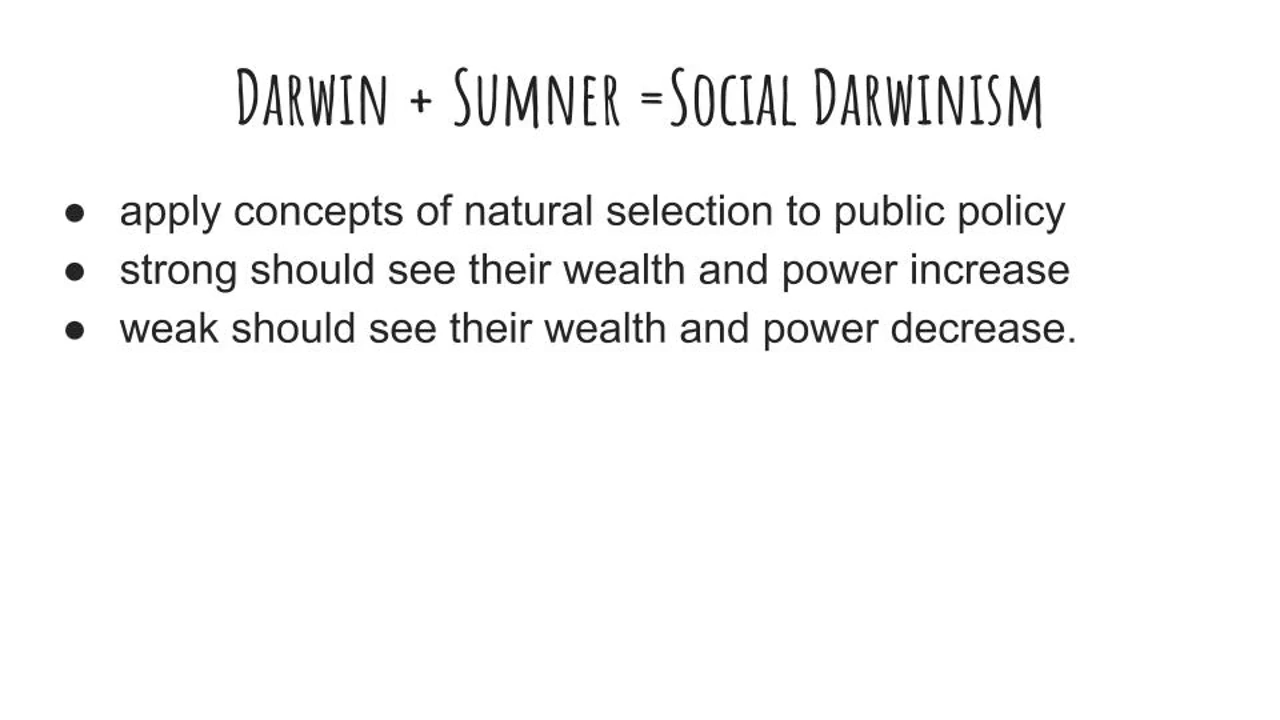 Darwin + Sumner =Social Darwinism
● apply concepts of natural selection to public policy
● strong should see their wealth and power increase
● weak should see their wealth and power decrease.